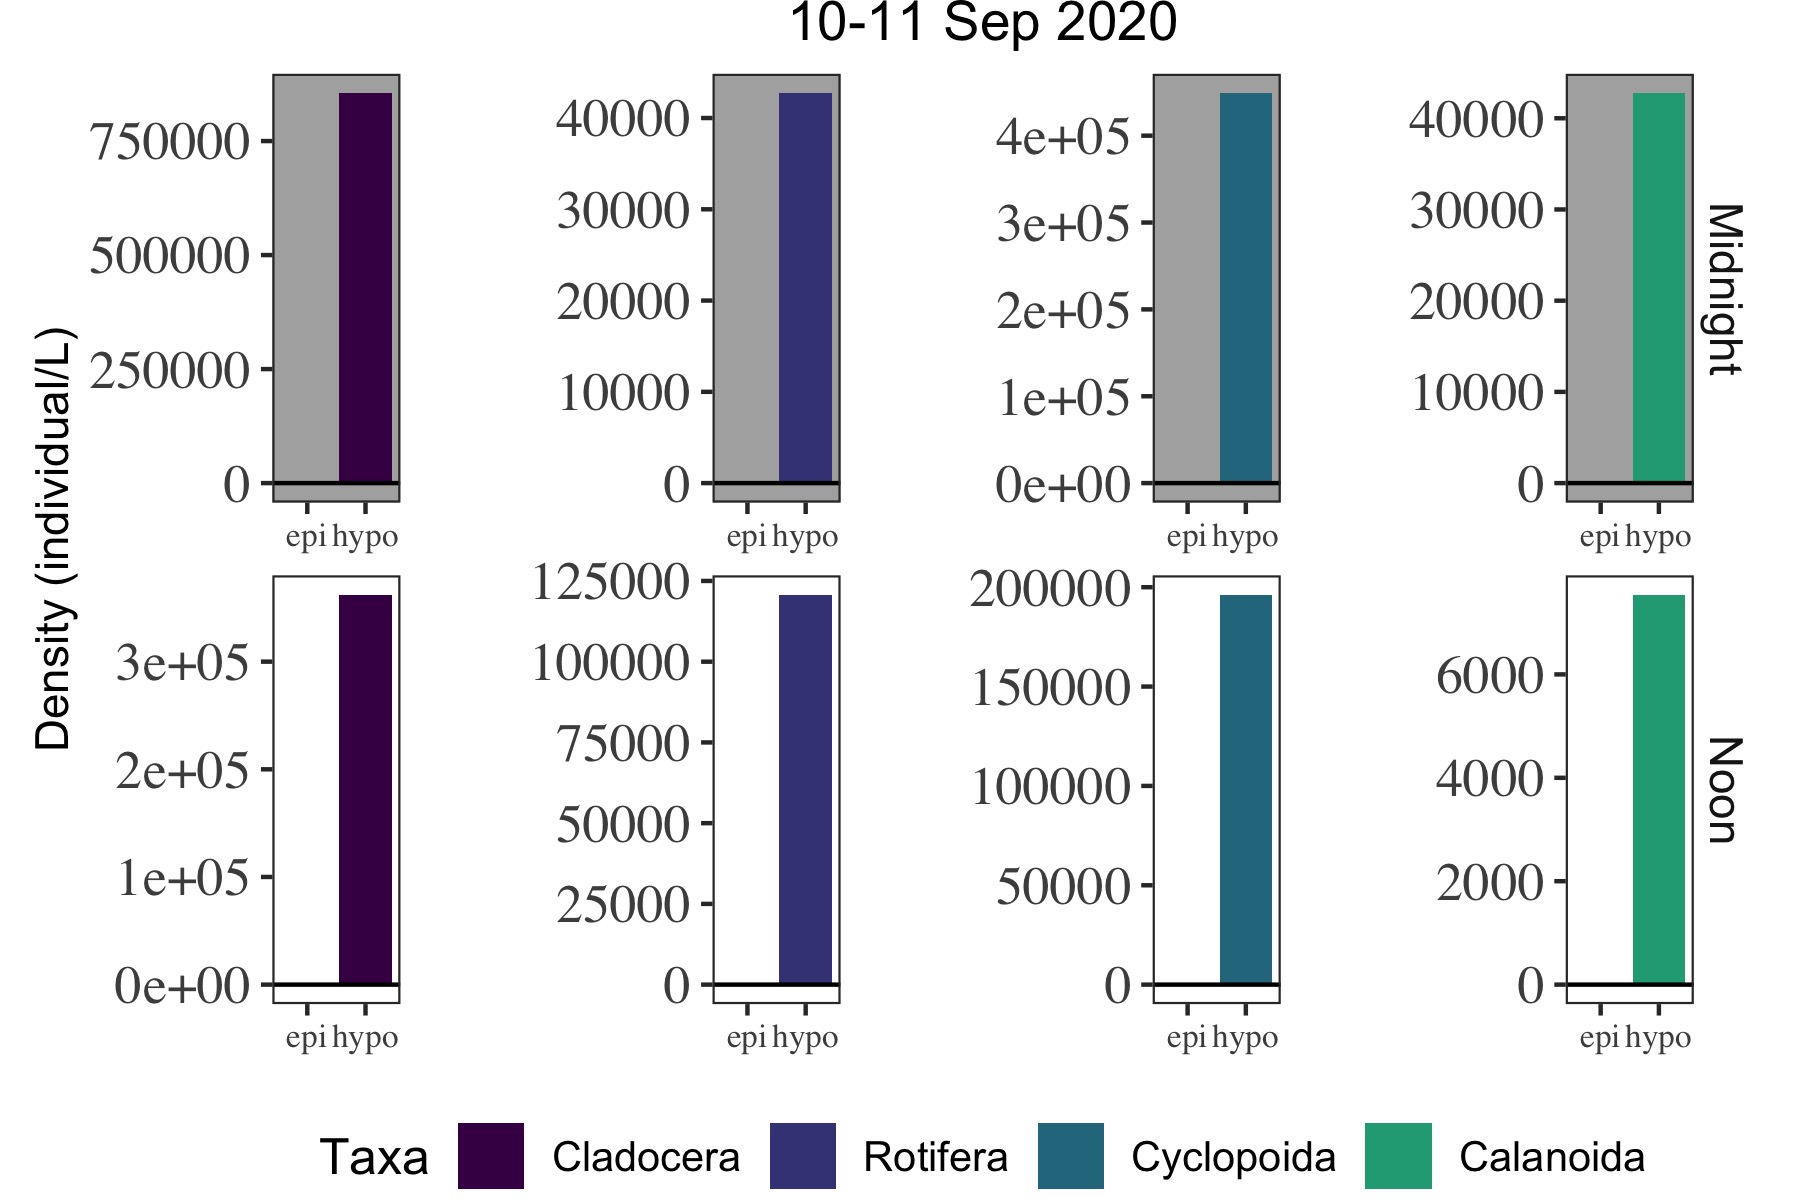 10-11 Sep 2020
Density (individual/L)
750000
500000
250000
0
epi hypo
40000
30000
20000
10000
0
epi hypo
4e+05
3e+05
2e+05
1e+05
0e+00
epi hypo
40000
30000
20000
10000
0
epi hypo
Midnight
3e+05
2e+05
1e+05
0e+00
epi hypo
125000
100000
75000
50000
25000
0
epi hypo
200000
150000
100000
50000
0
epi hypo
6000
4000
2000
0
epi hypo
Noon
Taxa Cladocera Rotifera Cyclopoida Calanoida